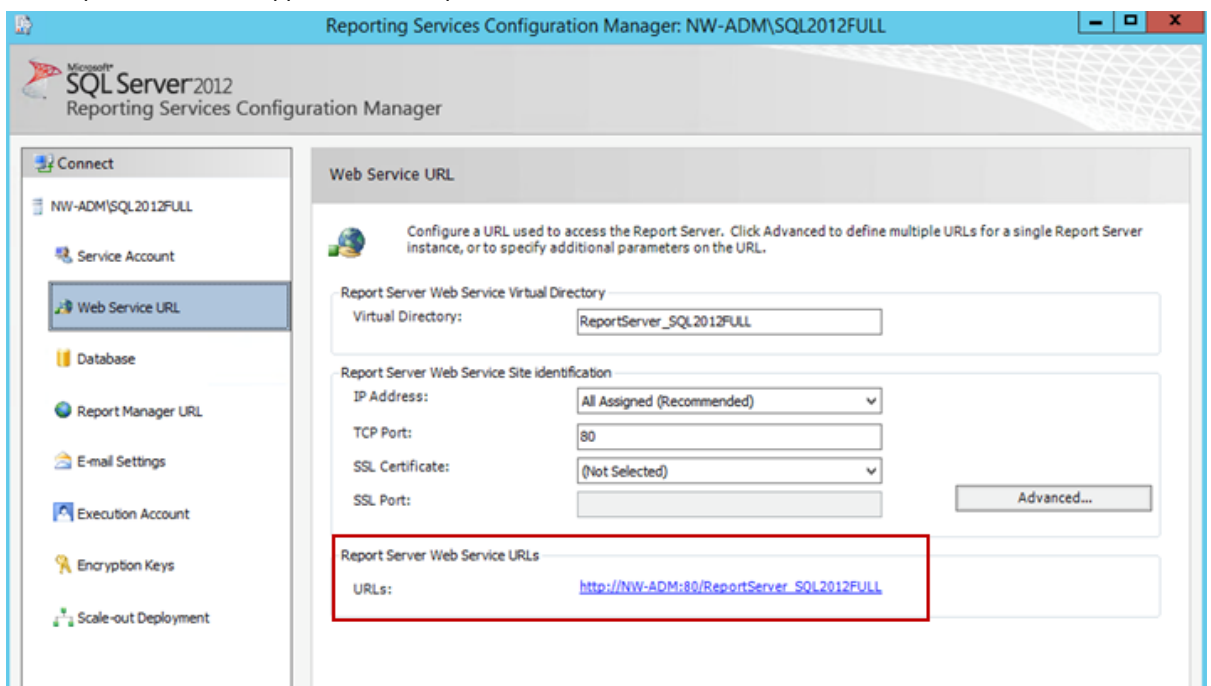 Reporting Services Configuration Manager: NW-ADM\SQL2012FULL
Microsoft®
SQL Server 2012
Reporting Services Configuration Manager
Connect
NW-ADM\SQL2012FULL
Service Account
Web Service URL
Database
Report Manager URL
E-mail Settings
Execution Account
Encryption Keys
Scale-out Deployment
Web Service URL
Configure a URL used to access the Report Server. Click Advanced to define multiple URLs for a single Report Server
instance, or to specify additional parameters on the URL.
Report Server Web Service Virtual Directory
Virtual Directory: ReportServer_SQL2012FULL
Report Server Web Service Site identification
IP Address: All Assigned (Recommended)
TCP Port: 80
SSL Certificate: (Not Selected)
SSL Port:
Advanced...
Report Server Web Service URLs
URLs: http://NW-ADM:80/ReportServer_SQL2012FULL